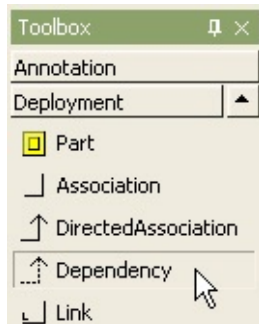 Toolbox
Annotation
Deployment
Part
Association
DirectedAssociation
Dependency
Link